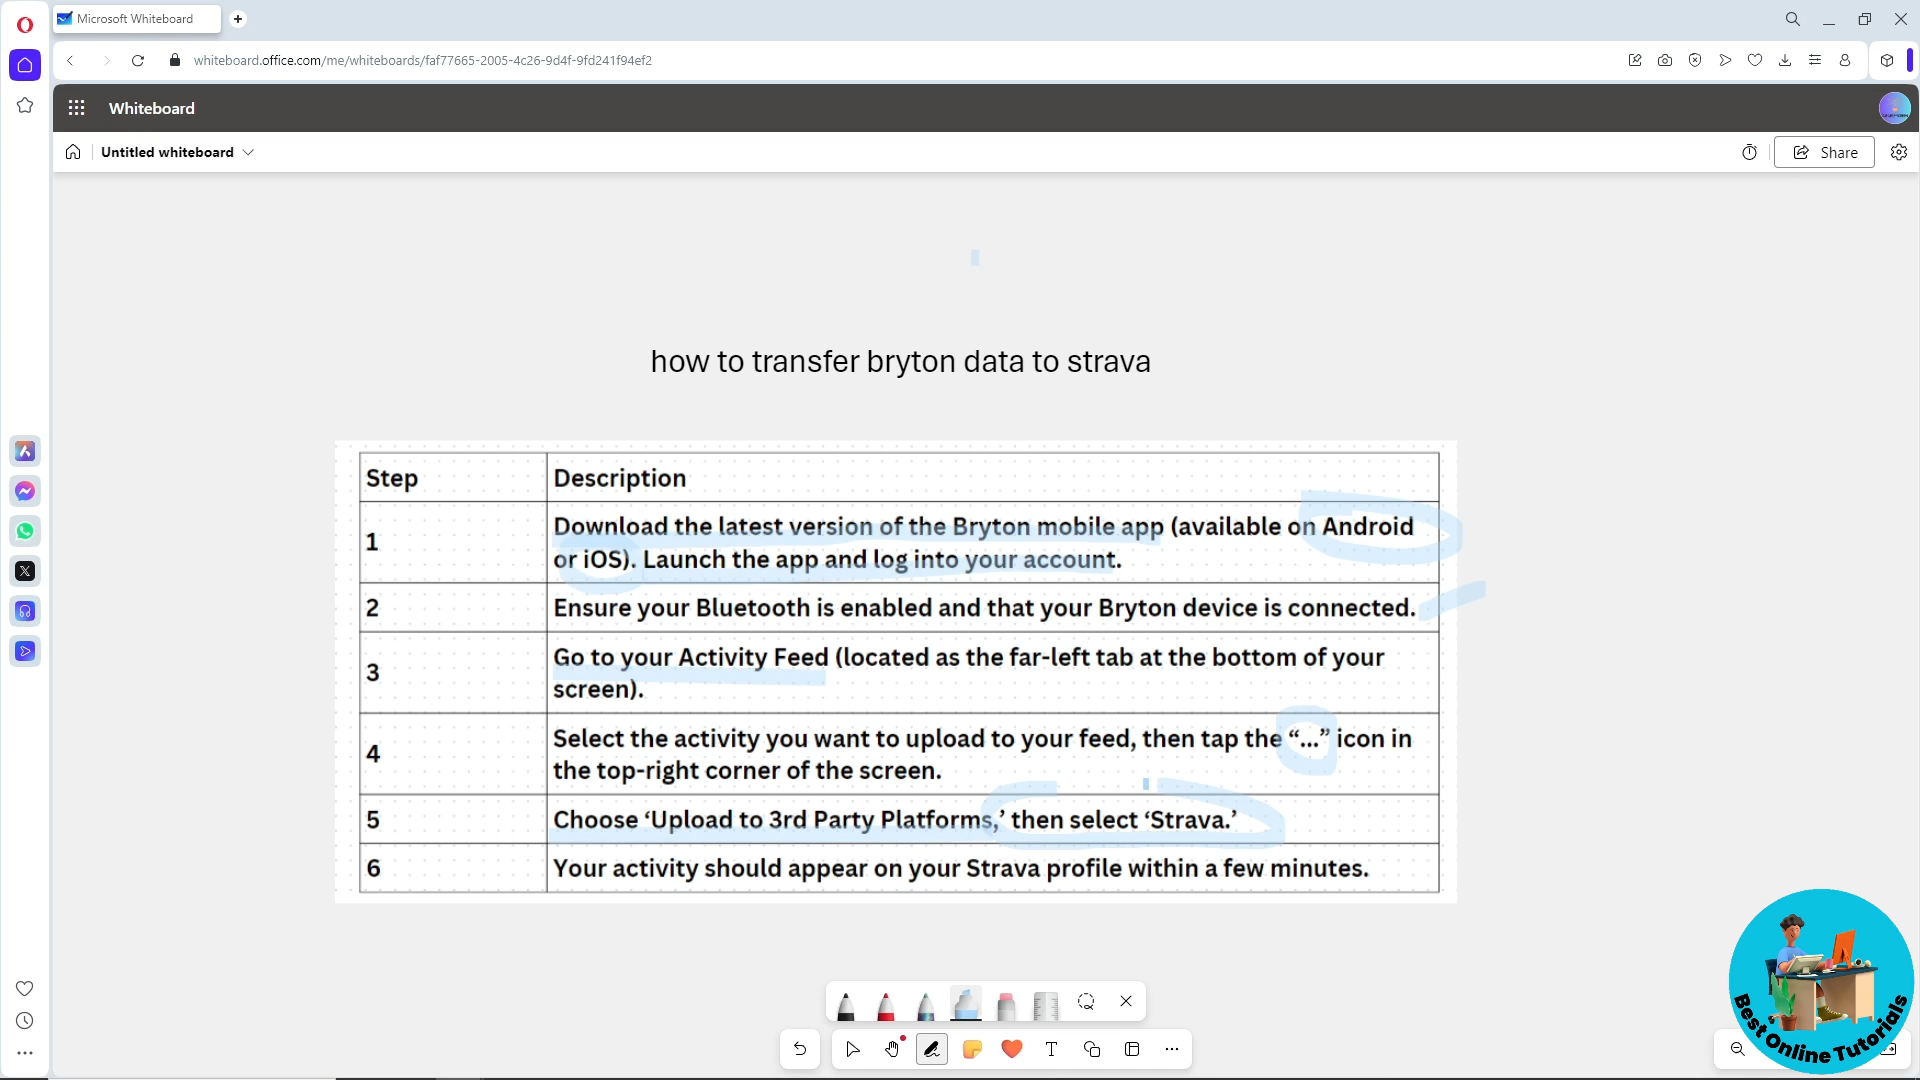 Microsoft Whiteboard
whiteboard.office.com/me/whiteboards/faf77665-2005-4c26-9d4f-9fd241f94ef2
Whiteboard
Untitled whiteboard
Share
how to transfer bryton data to strava
Step Description
1 Download the latest version of the Bryton mobile app (available on Android
or iOS). Launch the app and log into your account.
2 Ensure your Bluetooth is enabled and that your Bryton device is connected.
3 Go to your Activity Feed (located as the far-left tab at the bottom of your
screen).
4 Select the activity you want to upload to your feed, then tap the “...” icon in
the top-right corner of the screen.
5 Choose ‘Upload to 3rd Party Platforms,’ then select ‘Strava.’
6 Your activity should appear on your Strava profile within a few minutes.
Best Online Tutorials